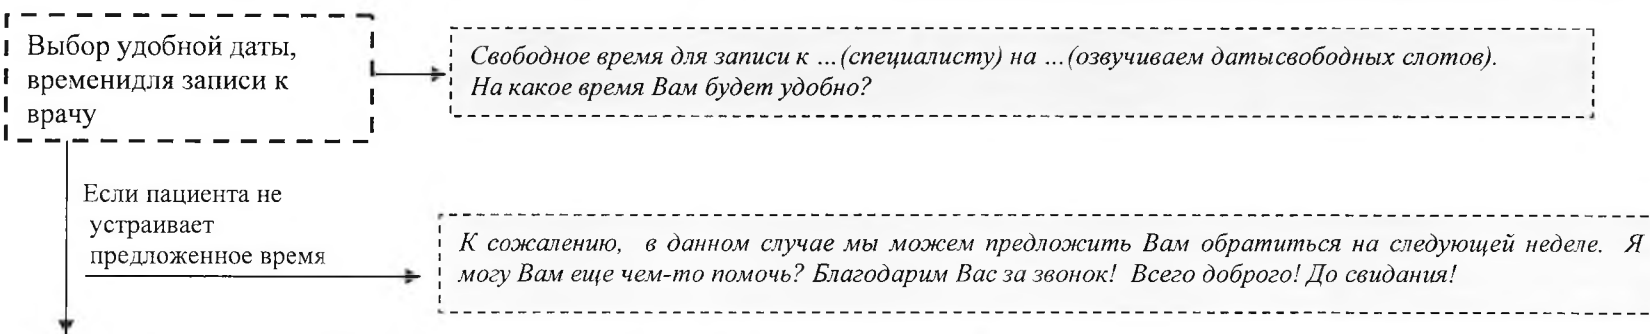 Выбор удобной даты,
временидля записи к
врачу
Свободное время для записи к ...(специалисту) на ...(озвучиваем датысвободных слотов).
На какое время Вам будет удобно?
Если пациента не
устраивает
предложенное время
К сожалению, в данном случае мы можем предложить Вам обратиться на следующей неделе. Я
могу Вам еще чем-то помочь? Благодарим Вас за звонок! Всего доброго! До свидания!